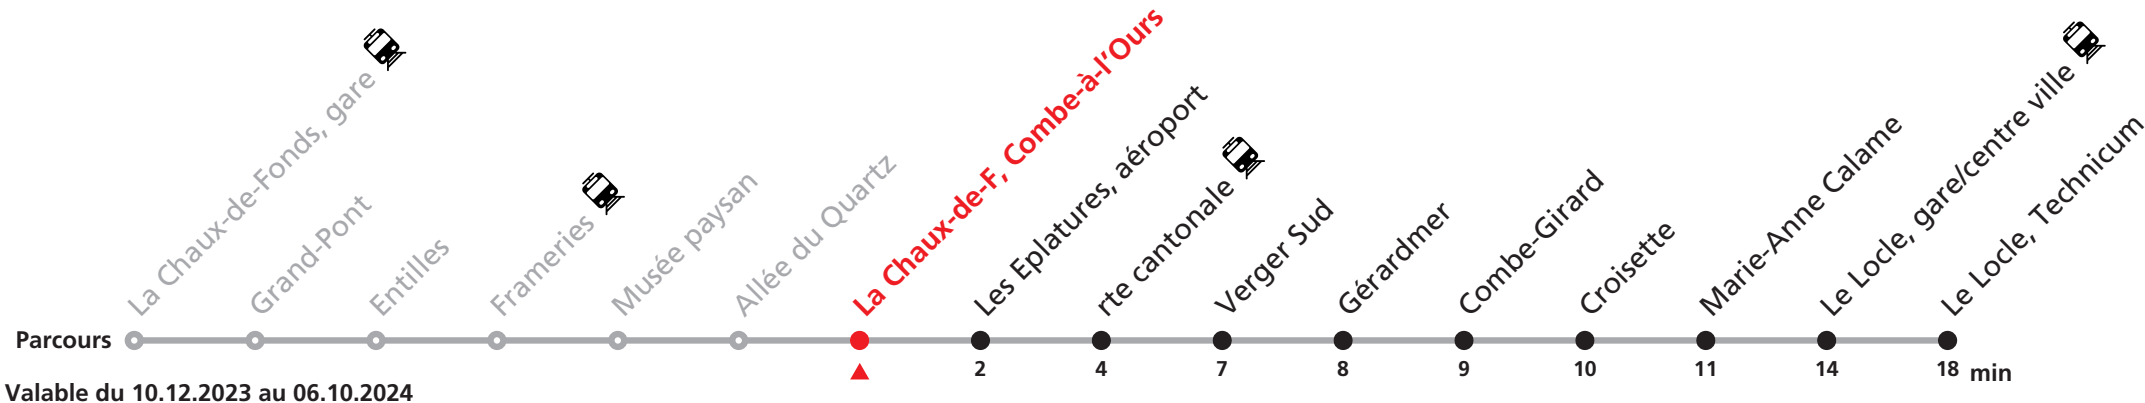 La Chaux-de-Fonds, gare
Grand-Pont
Entilles
Frameries
Musée paysan
Allée du Quartz
La Chaux-de-F, Combe-à-l’Ours
Les Eplatures, aéroport
rte cantonale
Verger Sud
Gérardmer
Combe-Girard
Croisette
Marie-Anne Calame
Le Locle, gare/centre ville
Le Locle, Technicum
Parcours
2 4 7 8 9 10 11 14 18 min
Valable du 10.12.2023 au 06.10.2024